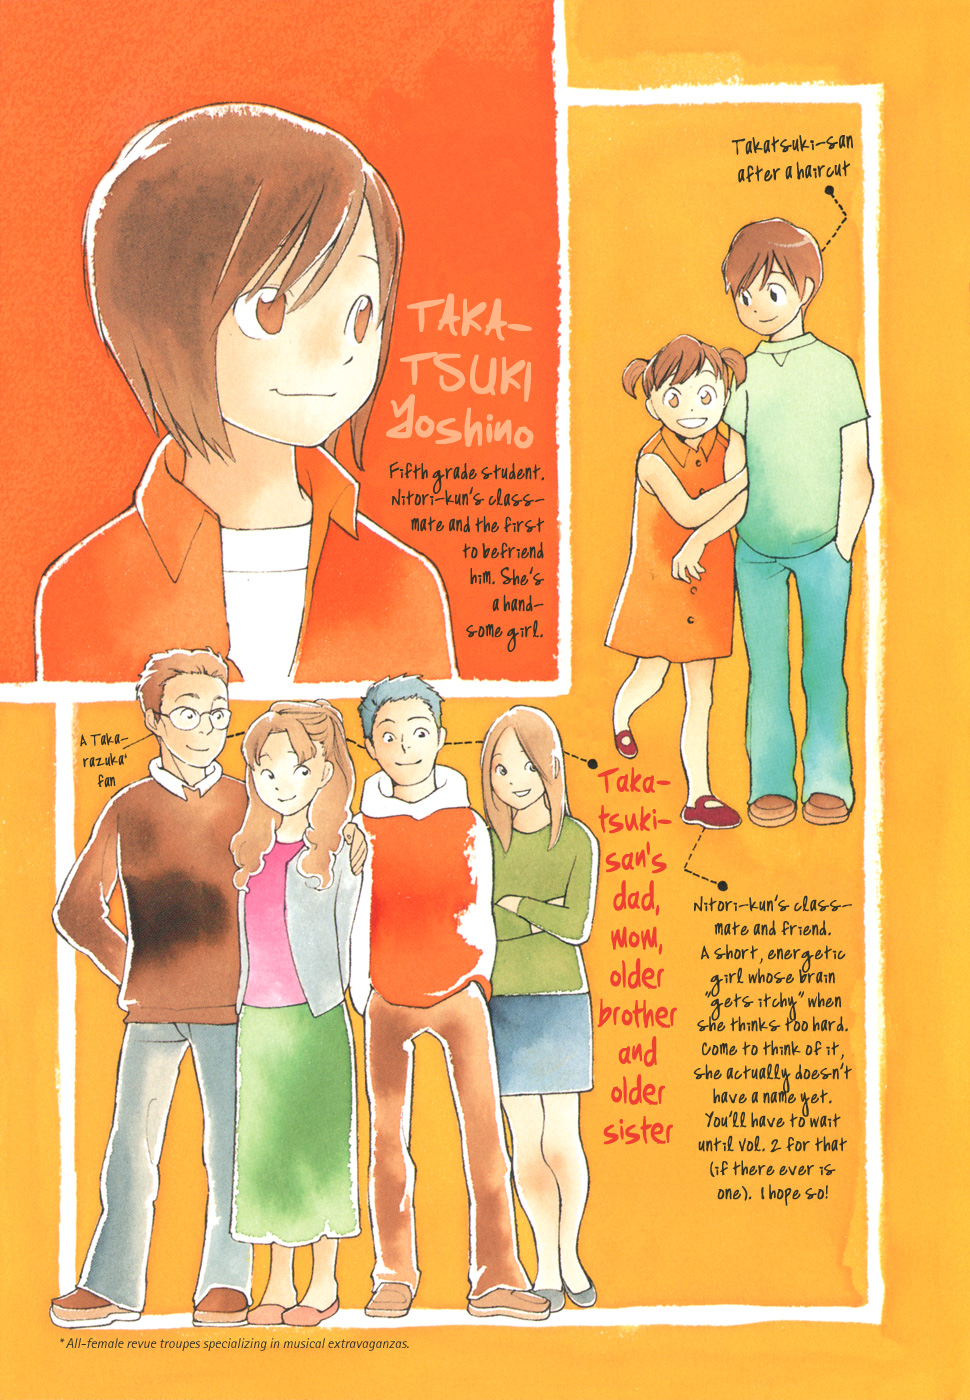 TAKA-
TSUKI
Yoshino
Fifth grade student.
Nitori-kun's class-
mate and the first
to befriend
him. She's
a hand-
some girl.
Takatsuki-san
after a haircut
A Taka-
razuka*
fan
Taka-
tsuki-
san's
dad,
mom,
older
brother
and
older
sister
Nitori-kun's class-
mate and friend.
A short, energetic
girl whose brain
"gets itchy" when
she thinks too hard.
Come to think of it,
she actually doesn't
have a name yet.
You'll have to wait
until Vol. 2 for that
(if there ever is
one). I hope so!
* All-female revue troupes specializing in musical extravaganzas.